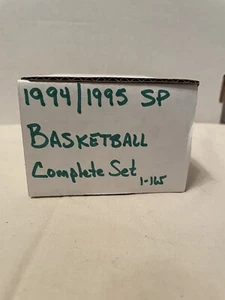 1994/1995 SP
BASKETBALL
Complete Set 1-165